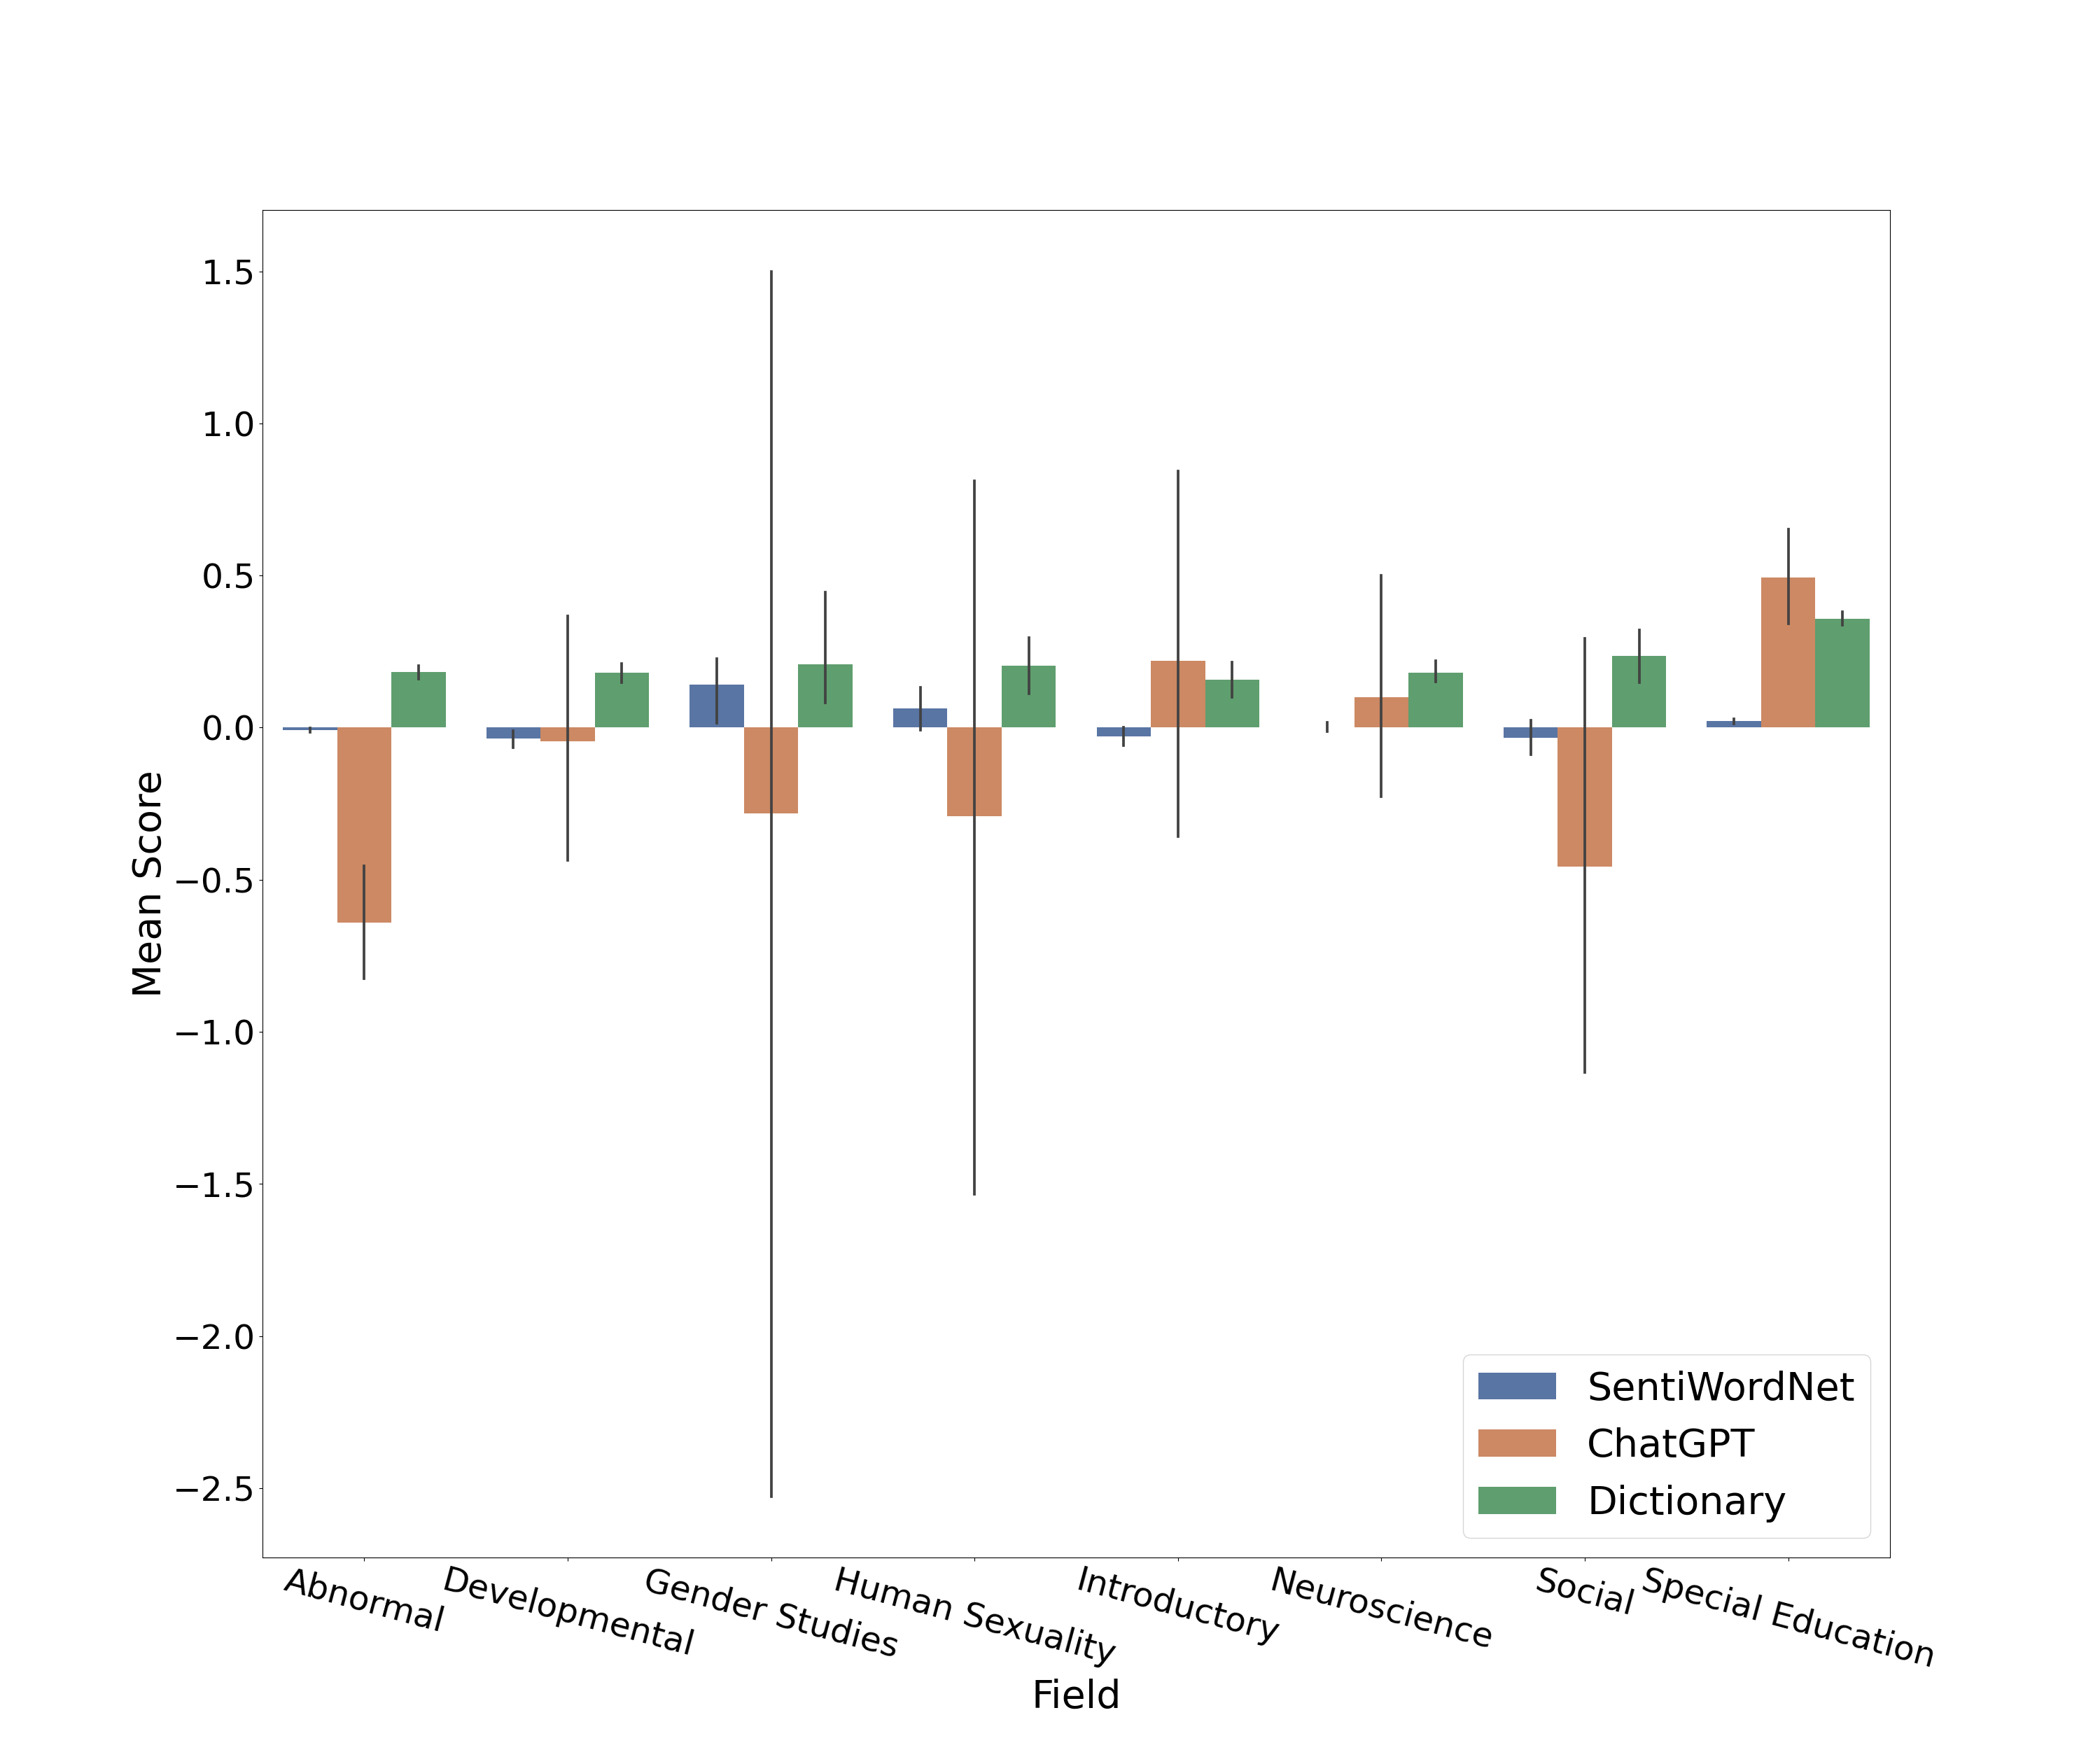 1.5
1.0
0.5
0.0
−0.5
−1.0
−1.5
−2.0
−2.5
Mean Score
Abnormal
Developmental
Gender Studies
Human Sexuality
Introductory
Neuroscience
Social
Special Education
Field
SentiWordNet
ChatGPT
Dictionary